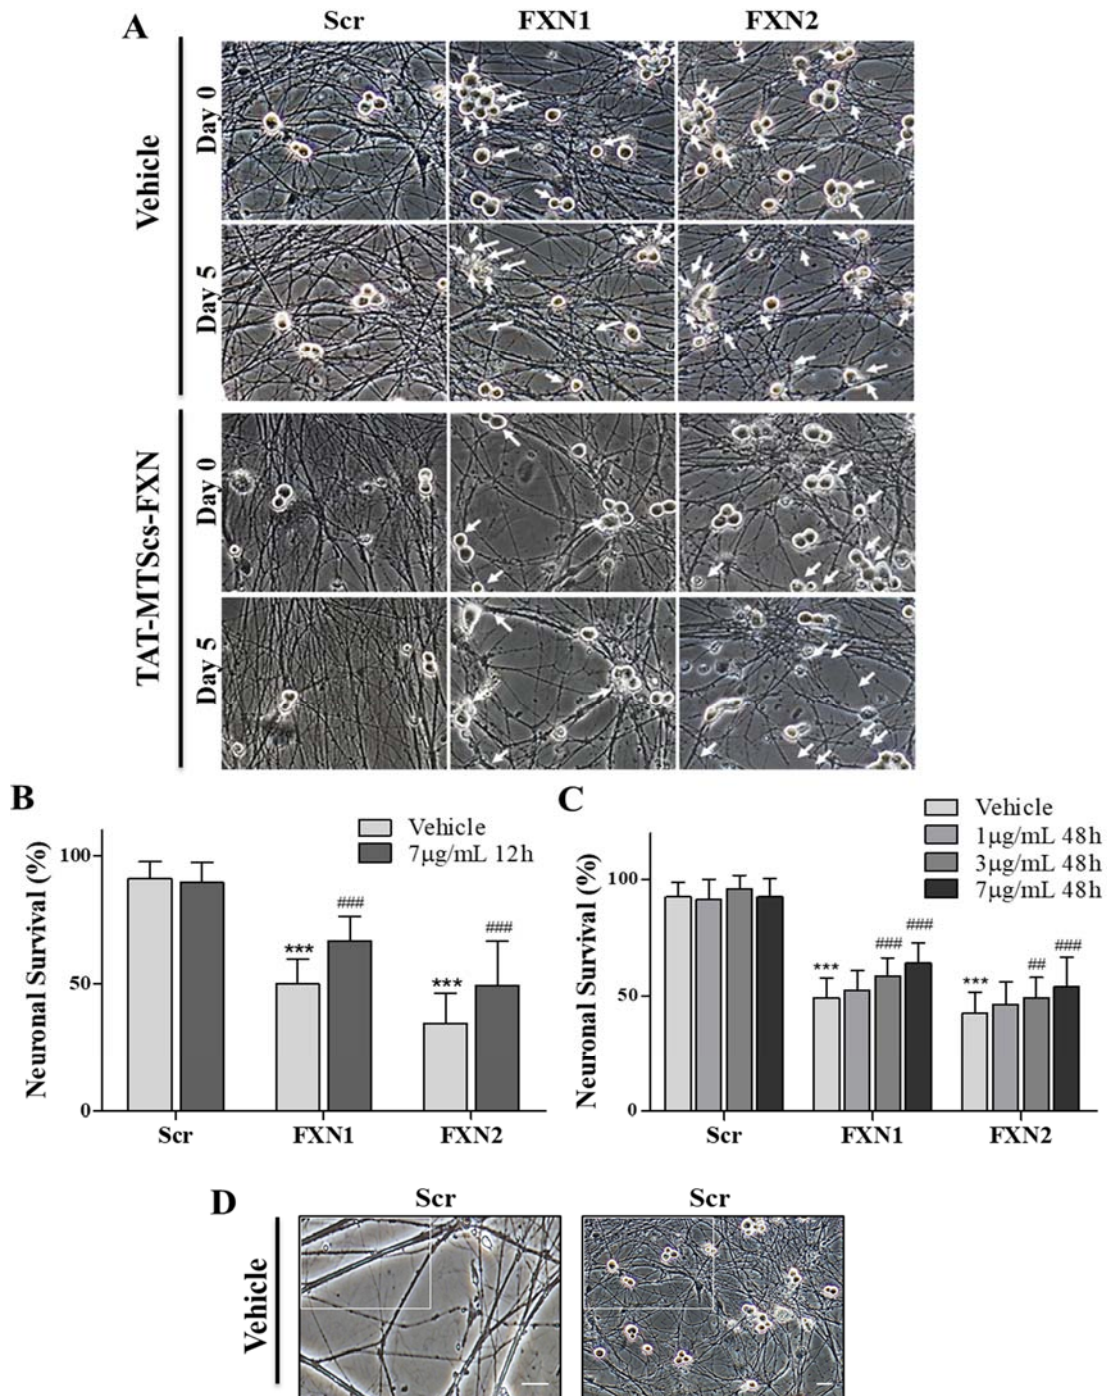 A
Scr FXN1 FXN2
Vehicle
Day 0
Day 5
TAT-MTScs-FXN
Day 0
Day 5
B
Neuronal Survival (%)
100
50
0
Vehicle
7μg/mL 12h
***
###
***
###
Scr FXN1 FXN2
C
Neuronal Survival (%)
100
50
0
Vehicle
1μg/mL 48h
3μg/mL 48h
7μg/mL 48h
***
###
###
***
##
###
Scr FXN1 FXN2
D
Scr Scr
Vehicle